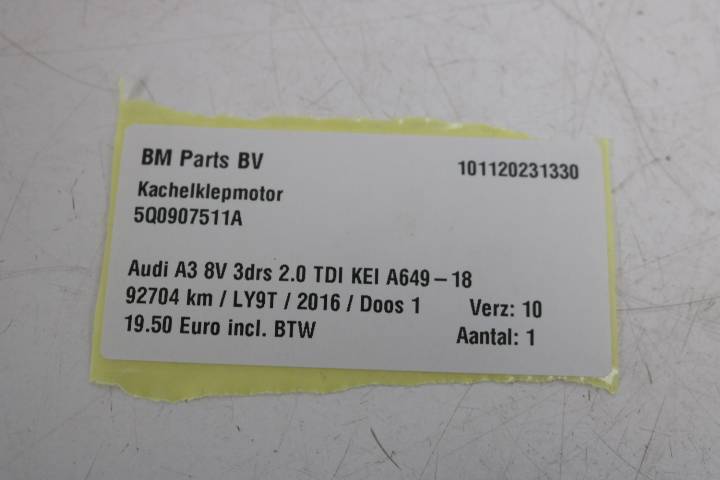 BM Parts BV 101120231330
Kachelklepmotor
5Q0907511A
Audi A3 8V 3drs 2.0 TDI KEI A649-18
92704 km / LY9T / 2016 / Doos 1 Verz: 10
19.50 Euro incl. BTW Aantal: 1